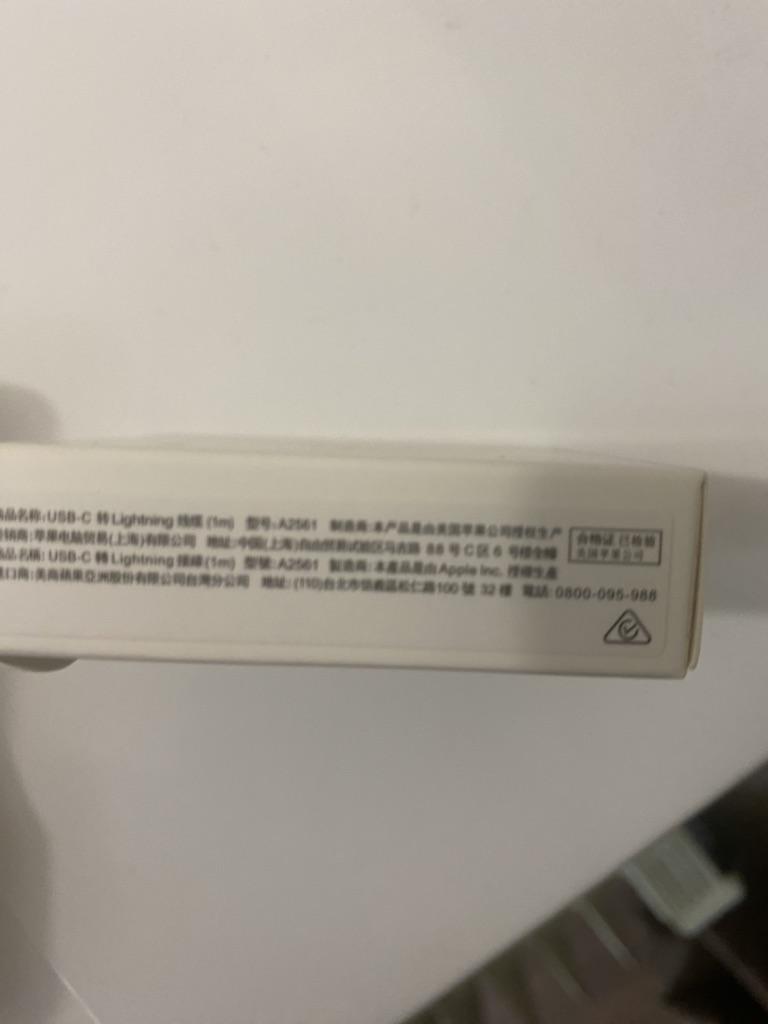 品名称:USB-C 转 Lightning 线缆 (1m) 型号:A2561 制造商:本产品是由美国苹果公司授权生产
销商:苹果电脑贸易(上海)有限公司 地址:中国(上海)自由贸易试验区马吉路 88 号 C 区 6 号楼全幢
品名稱:USB-C 轉 Lightning 接線 (1m) 型號:A2561 製造商:本產品是由 Apple Inc. 授權生產
口商:美商蘋果亞洲股份有限公司台灣分公司 地址:(110)台北市信義區松仁路100 號 32 樓 電話:0800-095-988
合格证 已检验
美国苹果公司